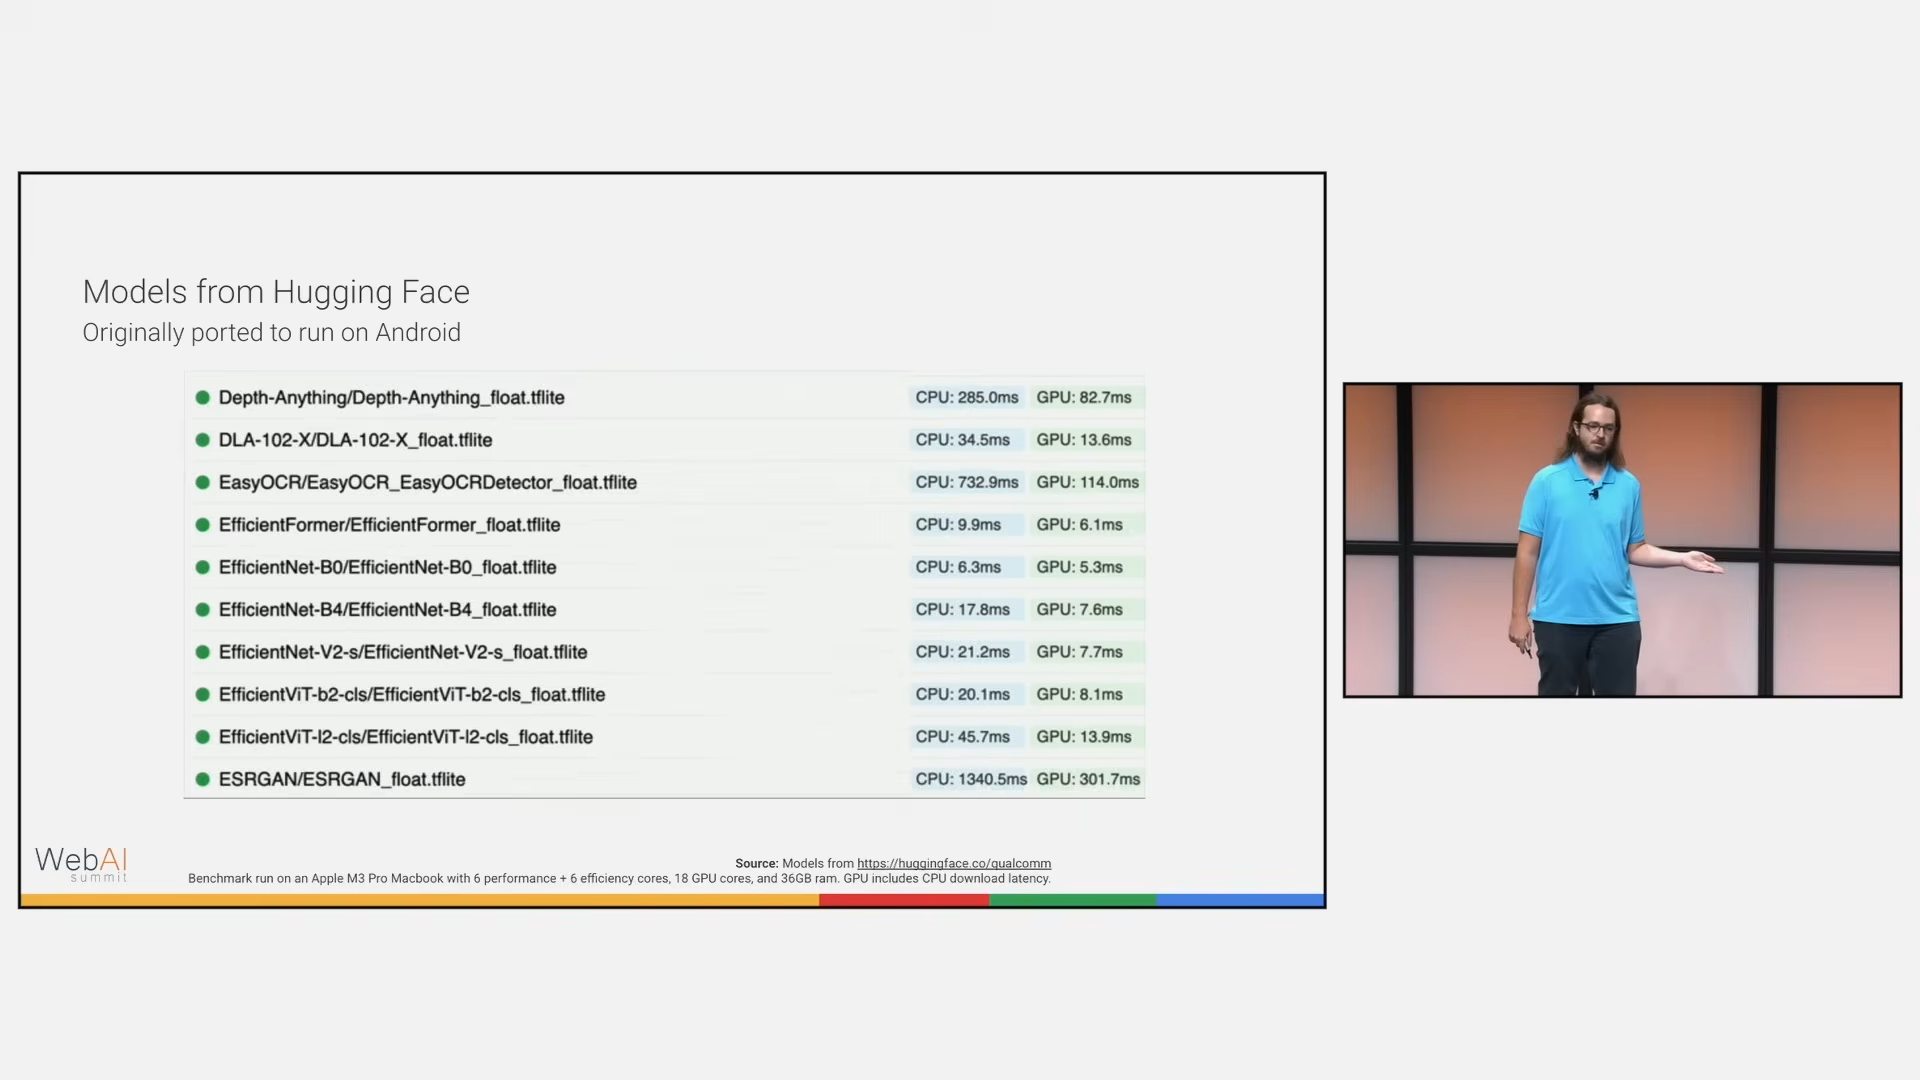 Models from Hugging Face
Originally ported to run on Android
Depth-Anything/Depth-Anything_float.tflite CPU: 285.0ms GPU: 82.7ms
DLA-102-X/DLA-102-X_float.tflite CPU: 34.5ms GPU: 13.6ms
EasyOCR/EasyOCR_EasyOCRDetector_float.tflite CPU: 732.9ms GPU: 114.0ms
EfficientFormer/EfficientFormer_float.tflite CPU: 9.9ms GPU: 6.1ms
EfficientNet-B0/EfficientNet-B0_float.tflite CPU: 6.3ms GPU: 5.3ms
EfficientNet-B4/EfficientNet-B4_float.tflite CPU: 17.8ms GPU: 7.6ms
EfficientNet-V2-s/EfficientNet-V2-s_float.tflite CPU: 21.2ms GPU: 7.7ms
EfficientViT-b2-cls/EfficientViT-b2-cls_float.tflite CPU: 20.1ms GPU: 8.1ms
EfficientViT-l2-cls/EfficientViT-l2-cls_float.tflite CPU: 45.7ms GPU: 13.9ms
ESRGAN/ESRGAN_float.tflite CPU: 1340.5ms GPU: 301.7ms
WebAI
summit
Source: Models from https://huggingface.co/qualcomm
Benchmark run on an Apple M3 Pro Macbook with 6 performance + 6 efficiency cores, 18 GPU cores, and 36GB ram. GPU includes CPU download latency.